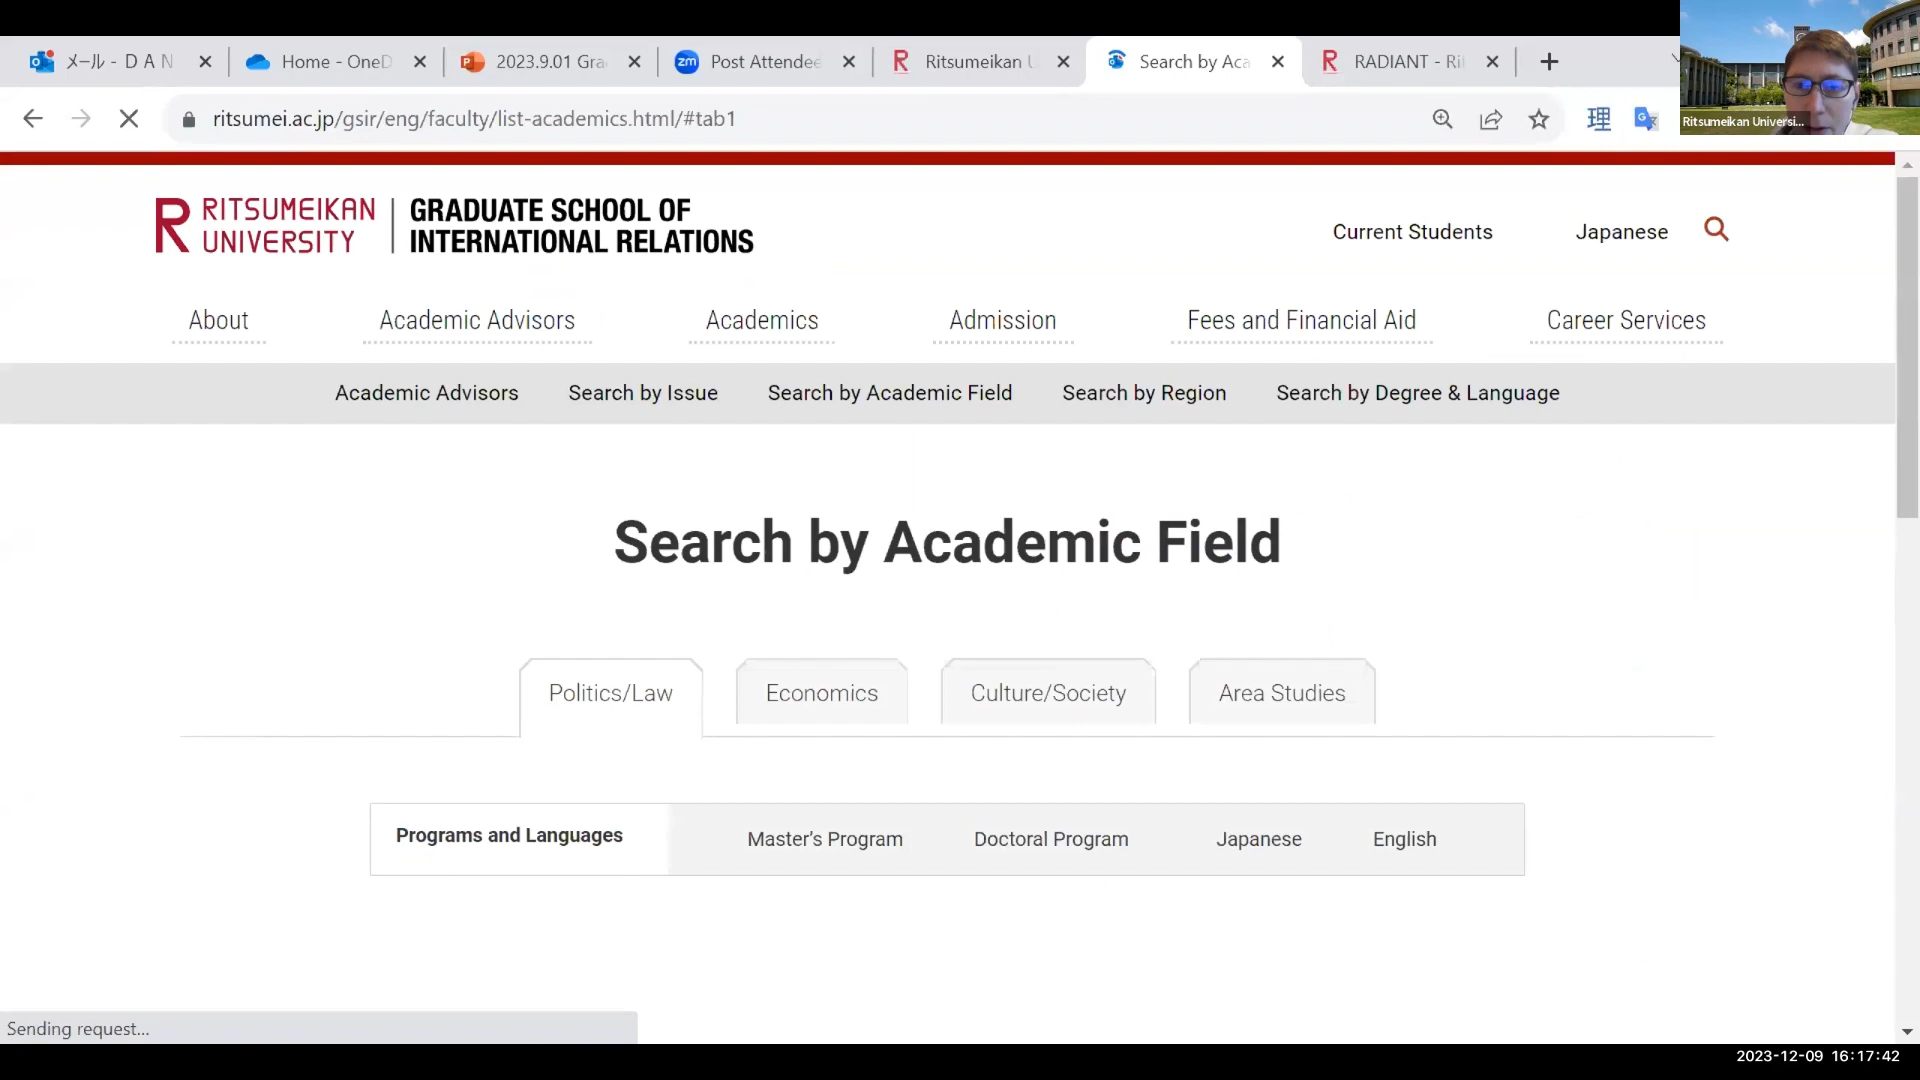 メール - D A N
Home - OneD
2023.9.01 Gra
Post Attendee
Ritsumeikan U
Search by Aca
RADIANT - Ri
ritsumei.ac.jp/gsir/eng/faculty/list-academics.html/#tab1
Ritsumeikan Universi...
R RITSUMEIKAN UNIVERSITY
GRADUATE SCHOOL OF
INTERNATIONAL RELATIONS
Current Students
Japanese
About
Academic Advisors
Academics
Admission
Fees and Financial Aid
Career Services
Academic Advisors
Search by Issue
Search by Academic Field
Search by Region
Search by Degree & Language
Search by Academic Field
Politics/Law
Economics
Culture/Society
Area Studies
Programs and Languages
Master's Program
Doctoral Program
Japanese
English
Sending request...
2023-12-09 16:17:42